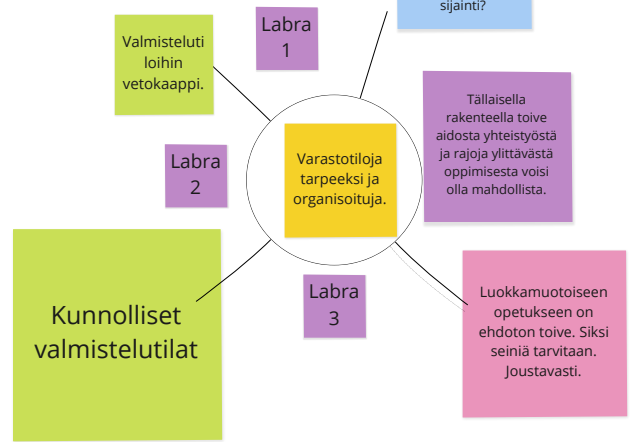 sijainti?
Labra
1
Valmisteluti
loihin
vetokaappi.
Tällaisella
rakenteella toive
aidosta yhteistyöstä
ja rajoja ylittävästä
oppimisesta voisi
olla mahdollista.
Labra
2
Varastotiloja
tarpeeksi ja
organisoituja.
Kunnolliset
valmistelutilat
Labra
3
Luokkamuotoiseen
opetukseen on
ehdoton toive. Siksi
seiniä tarvitaan.
Joustavasti.